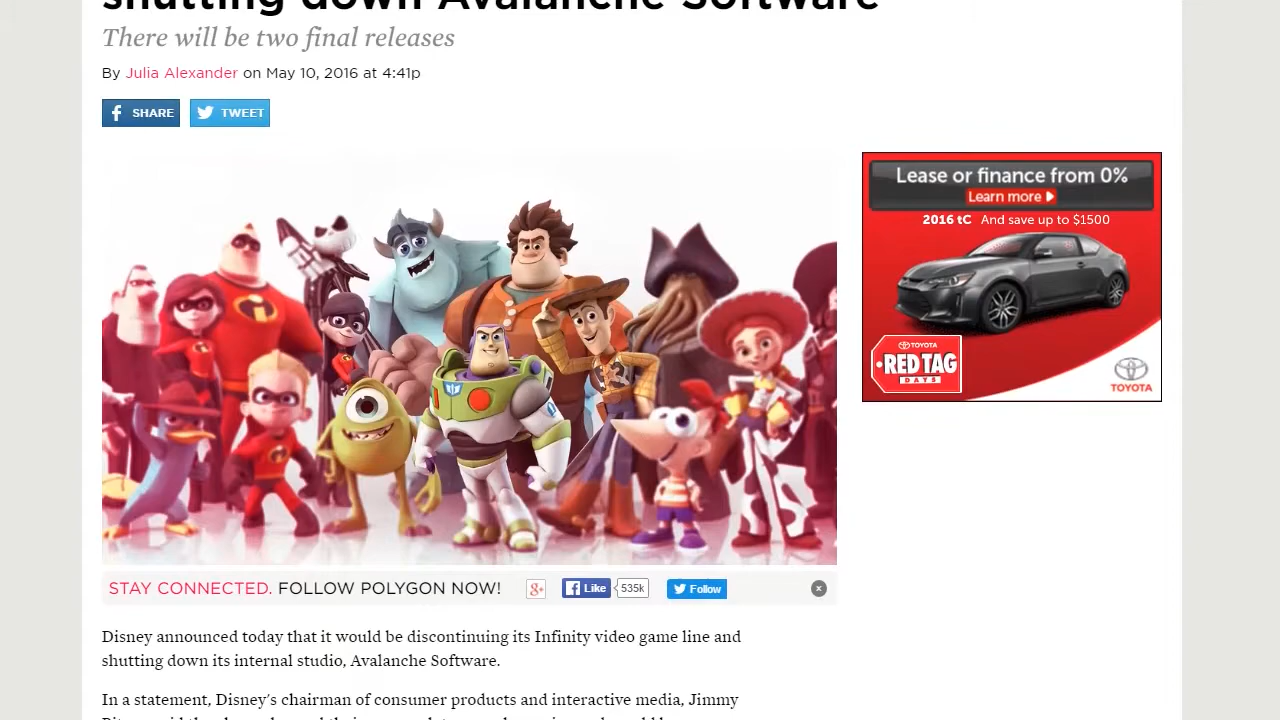 shutting down Avalanche Software
There will be two final releases
By Julia Alexander on May 10, 2016 at 4:41p
SHARE
TWEET
Lease or finance from 0%
Learn more
2016 tC And save up to $1500
TOYOTA
RED TAG
DAYS
TOYOTA
STAY CONNECTED. FOLLOW POLYGON NOW!
g+
Like
535k
Follow
Disney announced today that it would be discontinuing its Infinity video game line and
shutting down its internal studio, Avalanche Software.
In a statement, Disney's chairman of consumer products and interactive media, Jimmy